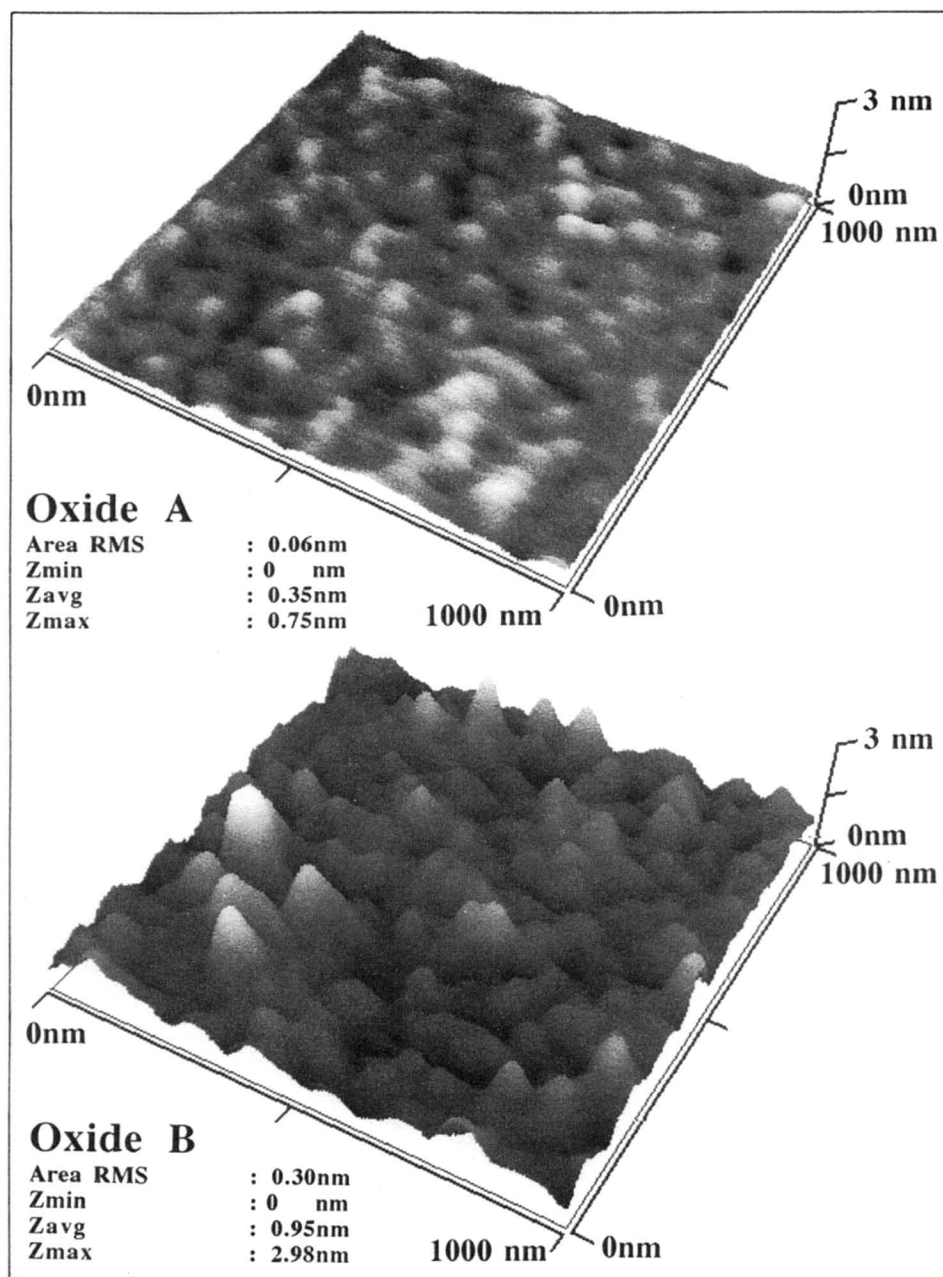 3 nm
0nm
1000 nm
0nm
Oxide A
Area RMS : 0.06nm
Zmin : 0 nm
Zavg : 0.35nm
Zmax : 0.75nm
1000 nm
0nm
3 nm
0nm
1000 nm
0nm
Oxide B
Area RMS : 0.30nm
Zmin : 0 nm
Zavg : 0.95nm
Zmax : 2.98nm
1000 nm
0nm